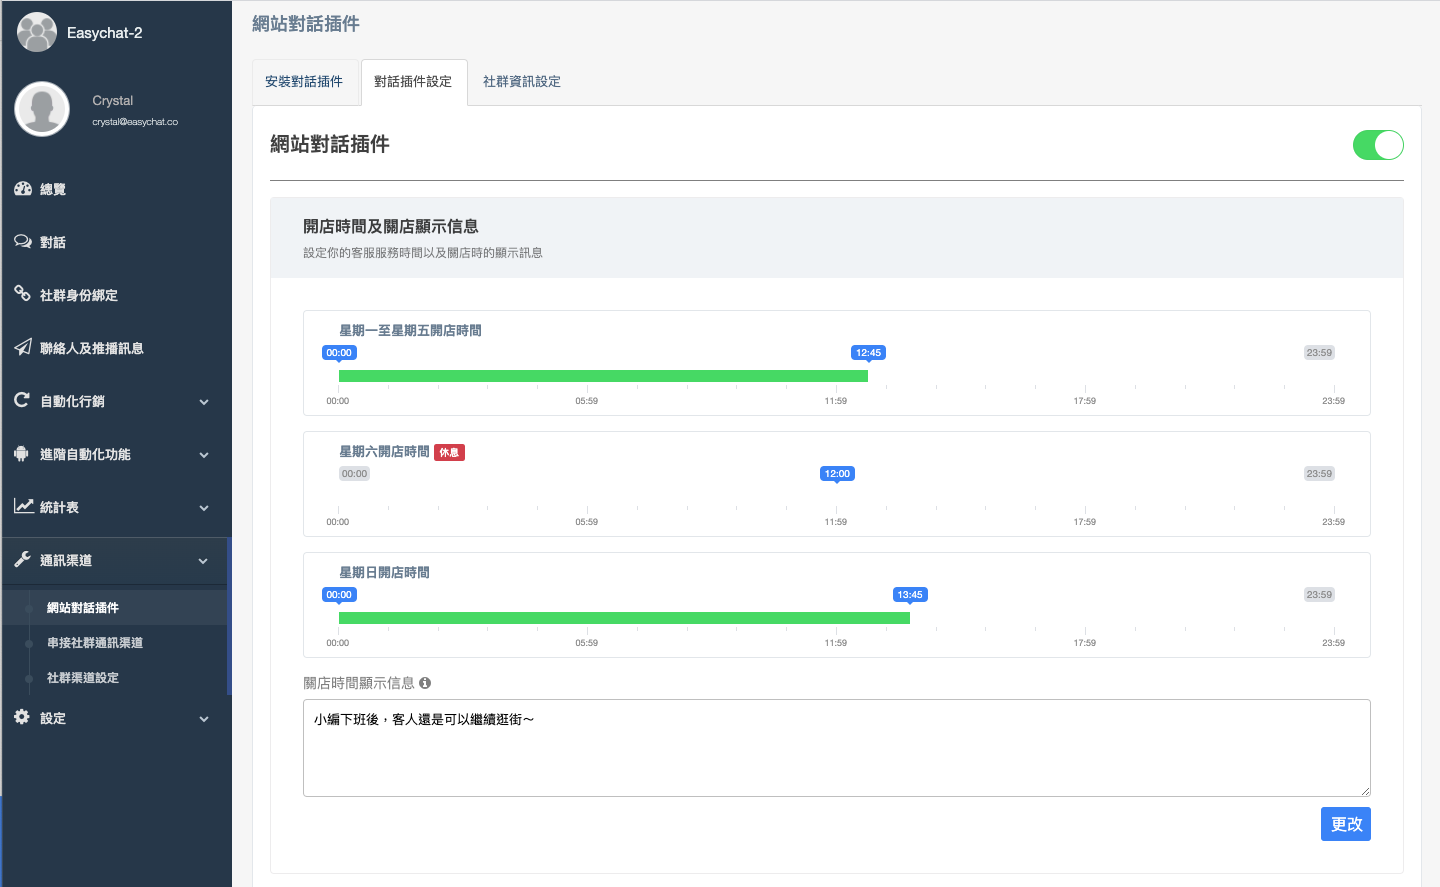 Easychat-2
Crystal
crystal@easychat.co
總覽
對話
社群身份綁定
聯絡人及推播訊息
自動化行銷
進階自動化功能
統計表
通訊渠道
網站對話插件
串接社群通訊渠道
社群渠道設定
設定
網站對話插件
安裝對話插件 對話插件設定 社群資訊設定
網站對話插件
開店時間及關店顯示信息
設定你的客服服務時間以及關店時的顯示訊息
星期一至星期五開店時間
00:00 12:45 23:59
00:00 05:59 11:59 17:59 23:59
星期六開店時間 休息
00:00 12:00 23:59
00:00 05:59 11:59 17:59 23:59
星期日開店時間
00:00 13:45 23:59
00:00 05:59 11:59 17:59 23:59
關店時間顯示信息
小編下班後，客人還是可以繼續逛街～
更改